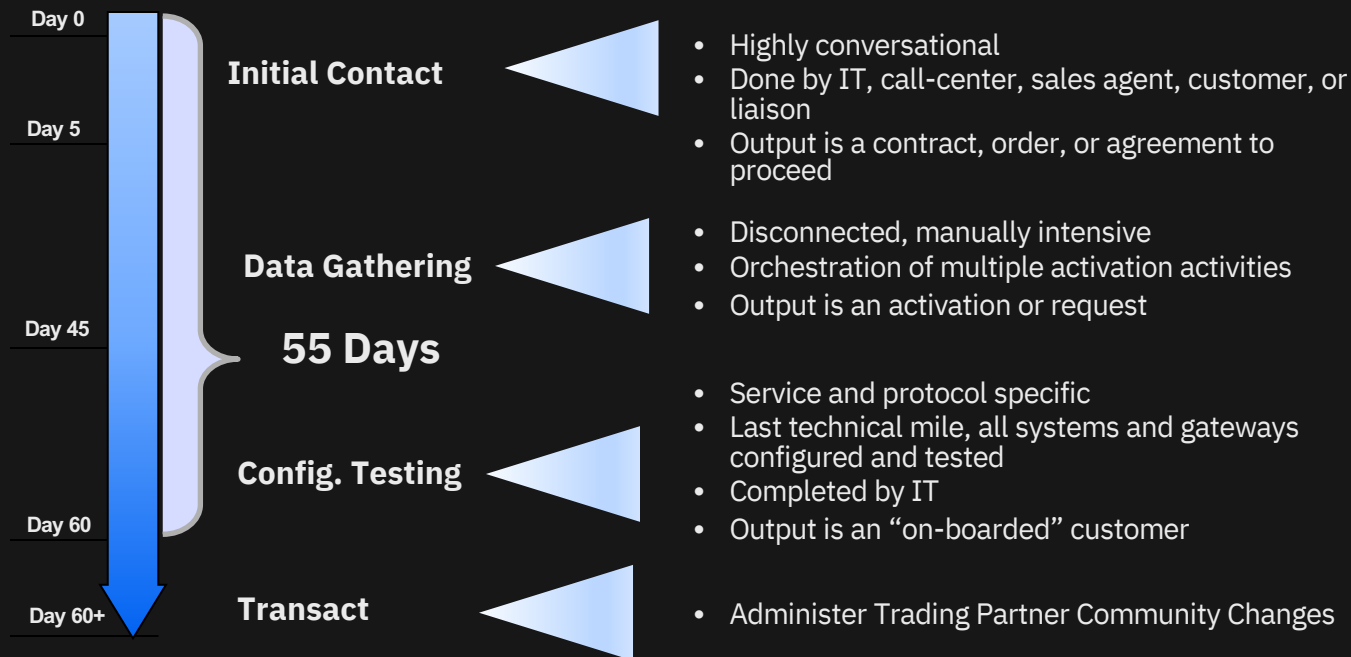 Day 0
Initial Contact
• Highly conversational
• Done by IT, call-center, sales agent, customer, or
liaison
• Output is a contract, order, or agreement to
proceed
Day 5
Data Gathering
• Disconnected, manually intensive
• Orchestration of multiple activation activities
• Output is an activation or request
Day 45
55 Days
Config. Testing
• Service and protocol specific
• Last technical mile, all systems and gateways
configured and tested
• Completed by IT
• Output is an “on-boarded” customer
Day 60
Transact
• Administer Trading Partner Community Changes
Day 60+